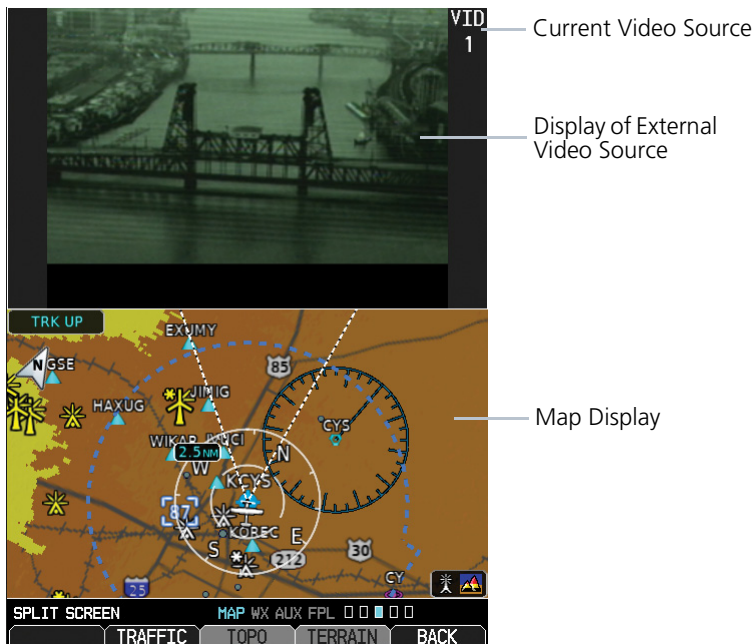 VID
1
Current Video Source
Display of External
Video Source
TRK UP
EXUMY
GSE
85
HAXUG
JIMIG
CYS
WIKAR
2.5NM
N
W
KCYS
87
Map Display
KOREC
S
E
212
30
25
CY
SPLIT SCREEN
MAP WX AUX FPL
TRAFFIC
TOPO
TERRAIN
BACK